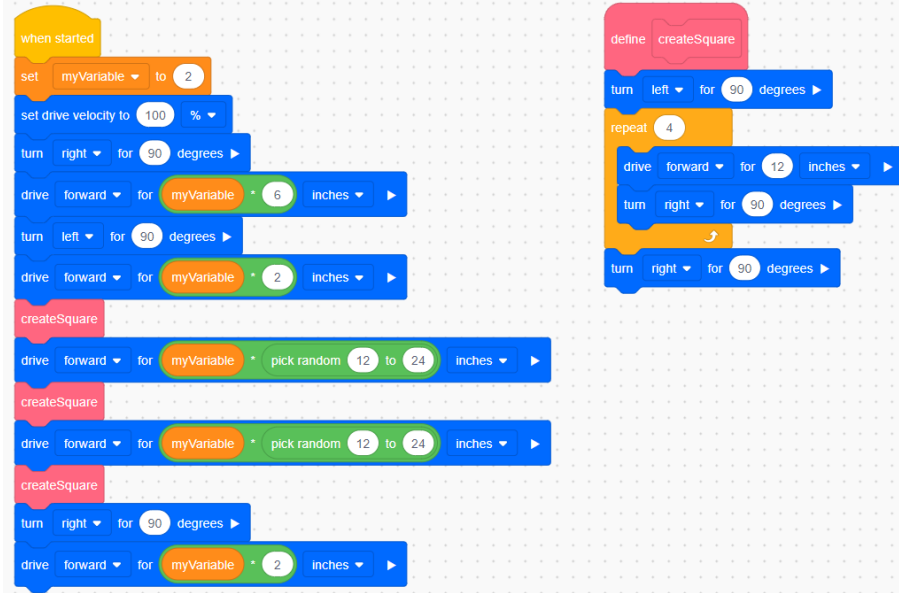 when started
set myVariable to 2
set drive velocity to 100 %
turn right for 90 degrees
drive forward for myVariable * 6 inches
turn left for 90 degrees
drive forward for myVariable * 2 inches
createSquare
drive forward for myVariable * pick random 12 to 24 inches
createSquare
drive forward for myVariable * pick random 12 to 24 inches
createSquare
turn right for 90 degrees
drive forward for myVariable * 2 inches
define createSquare
turn left for 90 degrees
repeat 4
drive forward for 12 inches
turn right for 90 degrees
turn right for 90 degrees